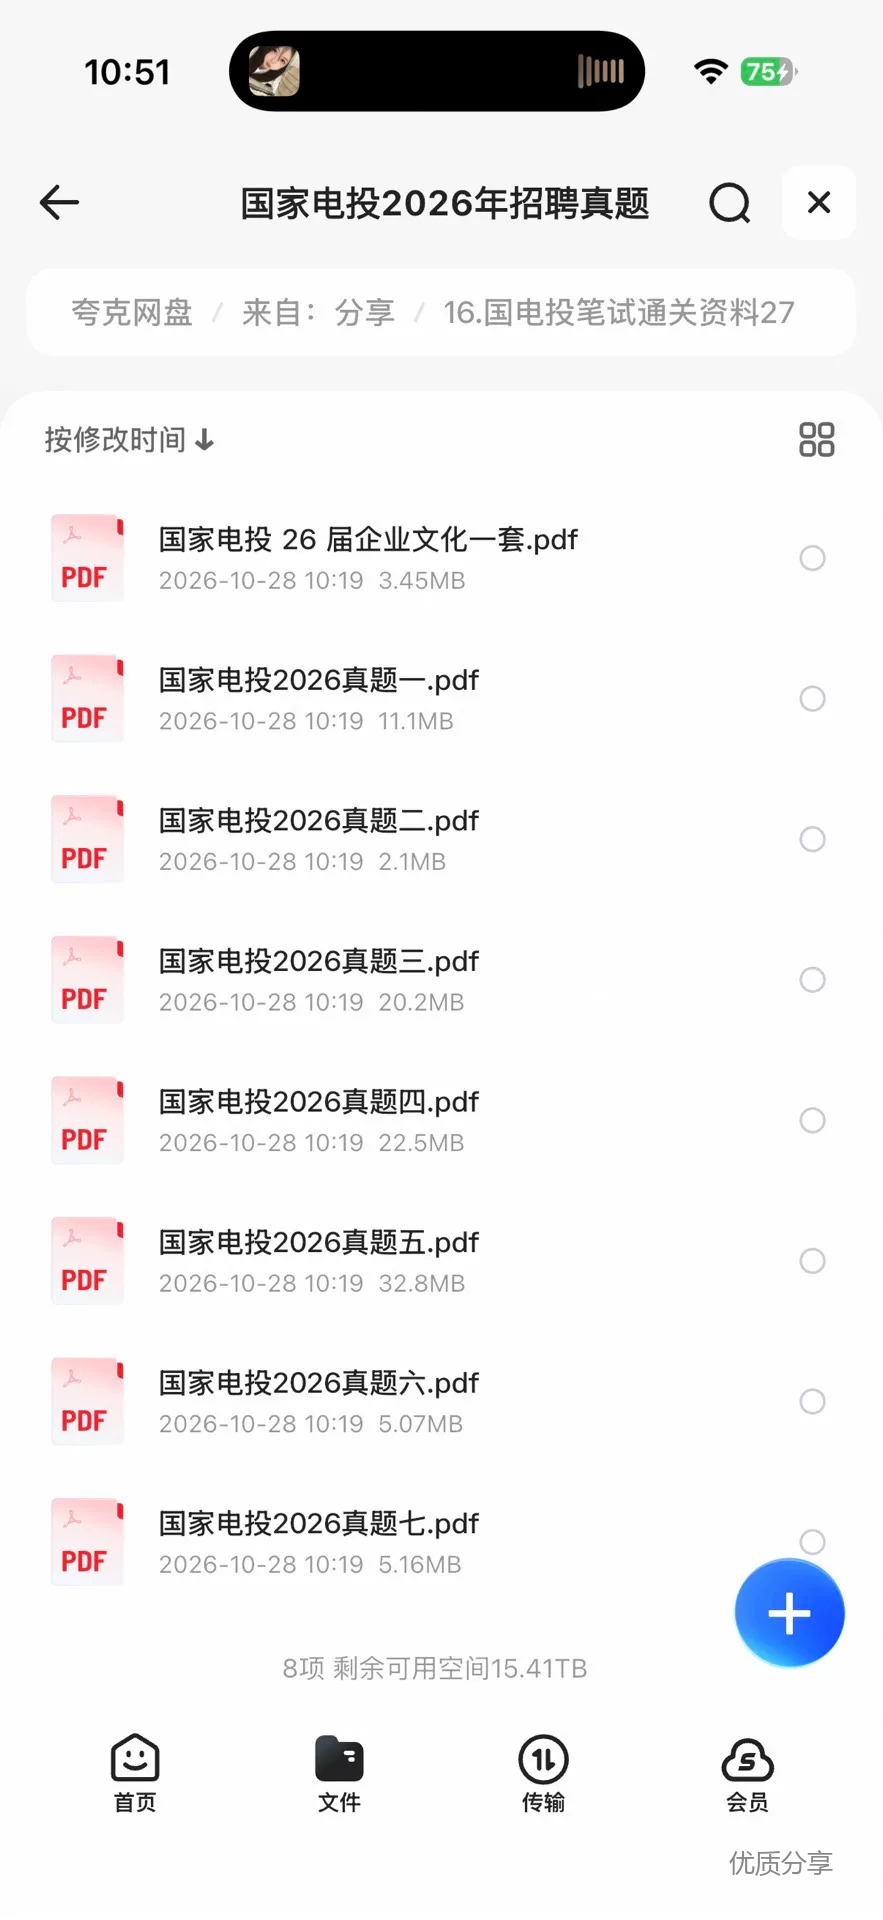 10:51
75
国家电投2026年招聘真题
夸克网盘 / 来自：分享 / 16.国电投笔试通关资料27
按修改时间↓
PDF
国家电投 26 届企业文化一套.pdf
2026-10-28 10:19 3.45MB
PDF
国家电投2026真题一.pdf
2026-10-28 10:19 11.1MB
PDF
国家电投2026真题二.pdf
2026-10-28 10:19 2.1MB
PDF
国家电投2026真题三.pdf
2026-10-28 10:19 20.2MB
PDF
国家电投2026真题四.pdf
2026-10-28 10:19 22.5MB
PDF
国家电投2026真题五.pdf
2026-10-28 10:19 32.8MB
PDF
国家电投2026真题六.pdf
2026-10-28 10:19 5.07MB
PDF
国家电投2026真题七.pdf
2026-10-28 10:19 5.16MB
8项 剩余可用空间15.41TB
首页 文件 传输 会员
优质分享